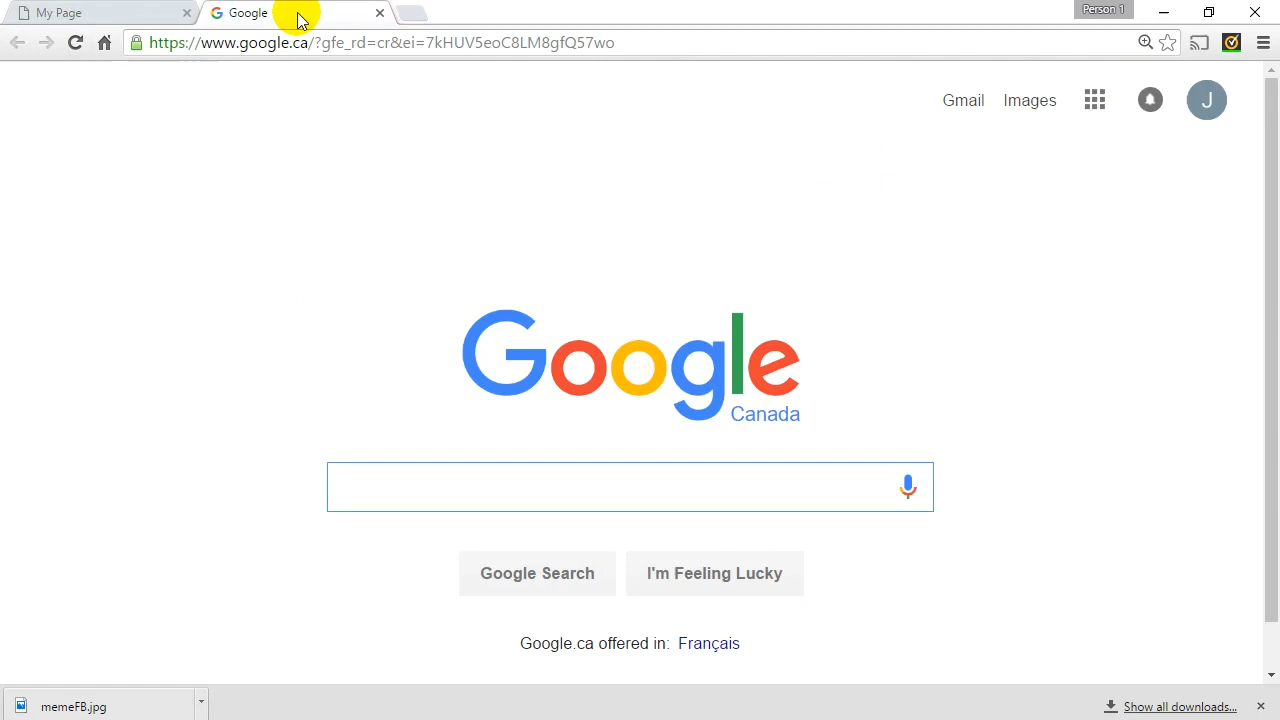 My Page
Google
Person 1
https://www.google.ca/?gfe_rd=cr&ei=7kHUV5eoC8LM8gfQ57wo
Gmail Images J
Google
Canada
Google Search I'm Feeling Lucky
Google.ca offered in: Français
memeFB.jpg
Show all downloads...